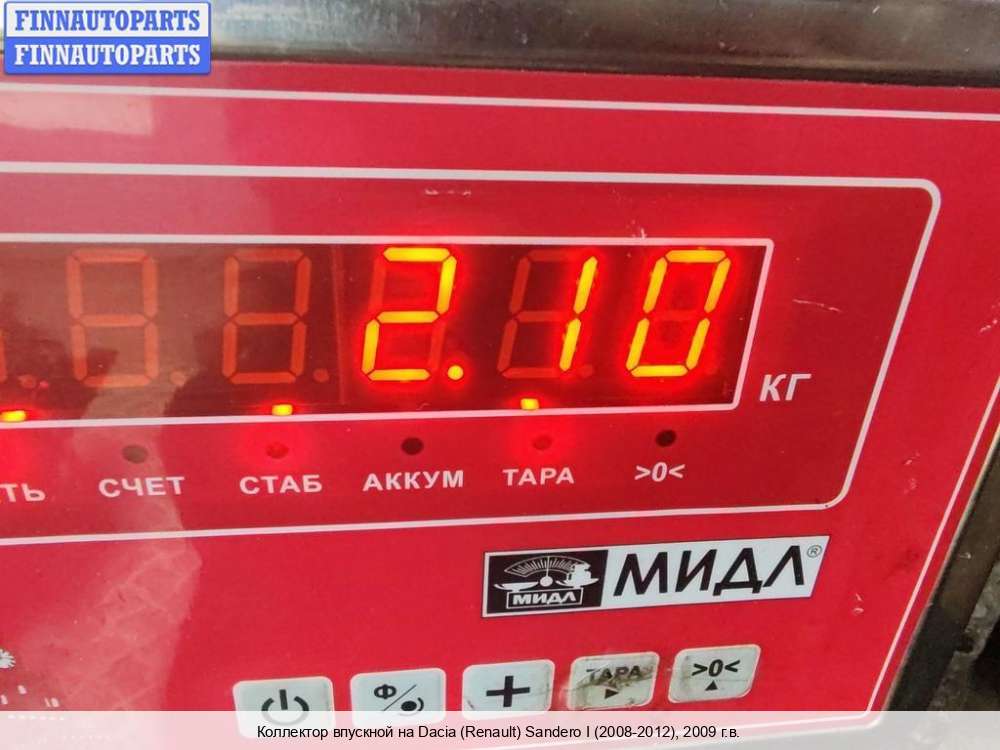 FINNAUTOPARTS
FINNAUTOPARTS
2.10
КГ
ТЬ СЧЕТ СТАБ АККУМ ТАРА >0<
МИДЛ МИДЛ®
Ф
+ ТАРА >0<
Коллектор впускной на Dacia (Renault) Sandero I (2008-2012), 2009 г.в.